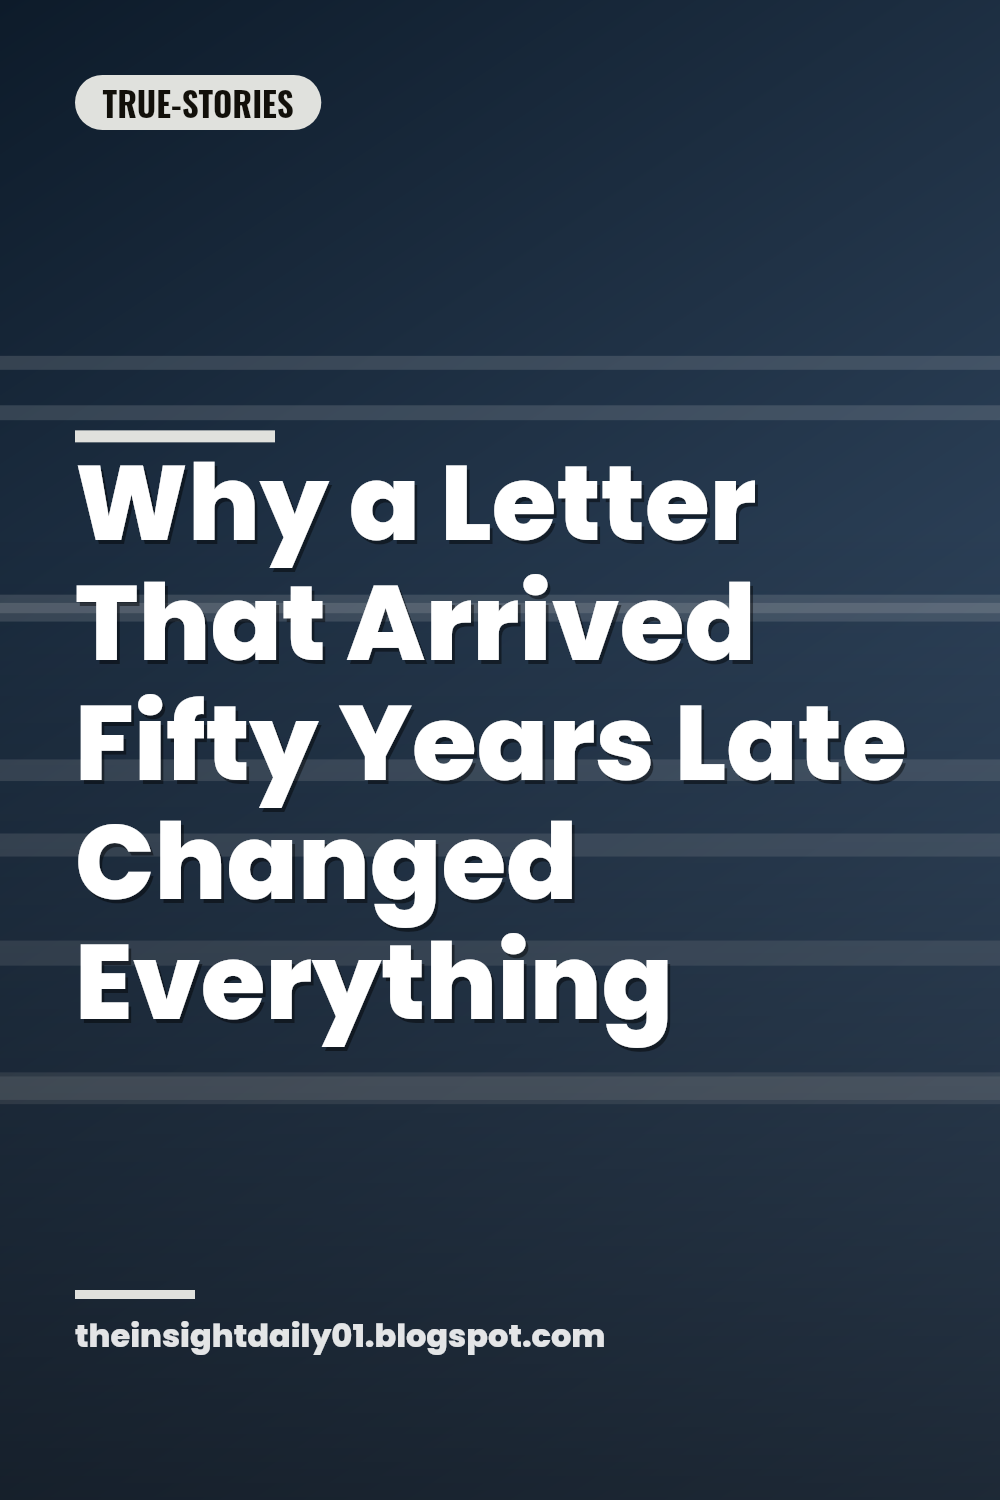 TRUE-STORIES
Why a Letter
That Arrived
Fifty Years Late
Changed
Everything
theinsightdaily01.blogspot.com